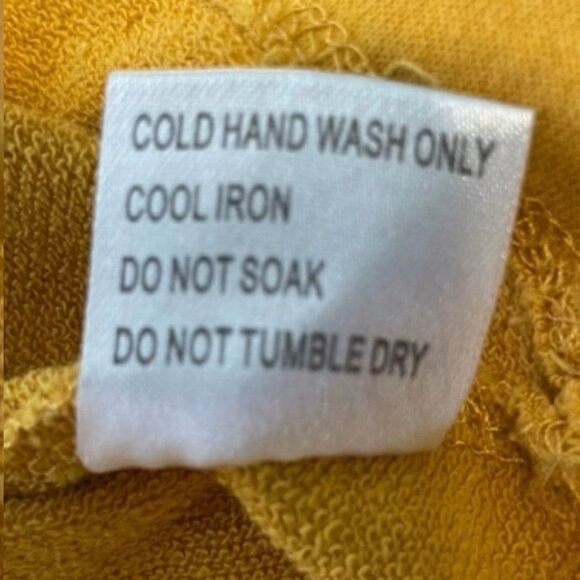 COLD HAND WASH ONLY
COOL IRON
DO NOT SOAK
DO NOT TUMBLE DRY